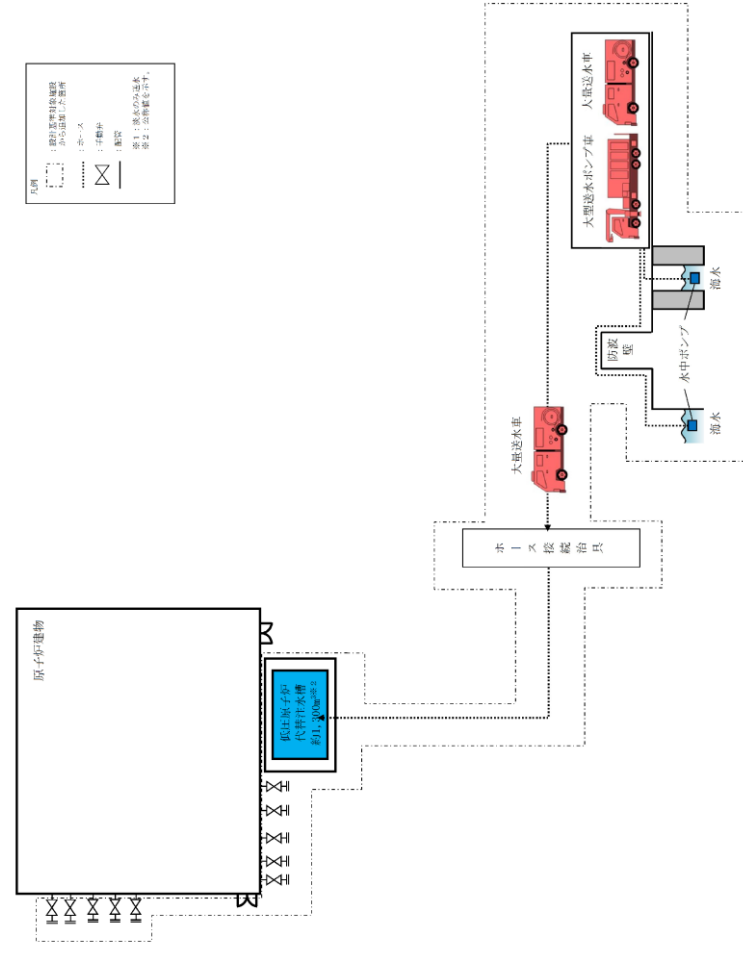 凡例
：設計基準対象施設
から追加した箇所
：ホース
：手動弁
：配管
※1：淡水のみ送水
※2：公称値を示す。
大量送水車
大型送水ポンプ車
防波
壁
水中ポンプ
海水
海水
大量送水車
ホース接続治具
原子炉建物
低圧原子炉
代替注水槽
約1,300m³※2